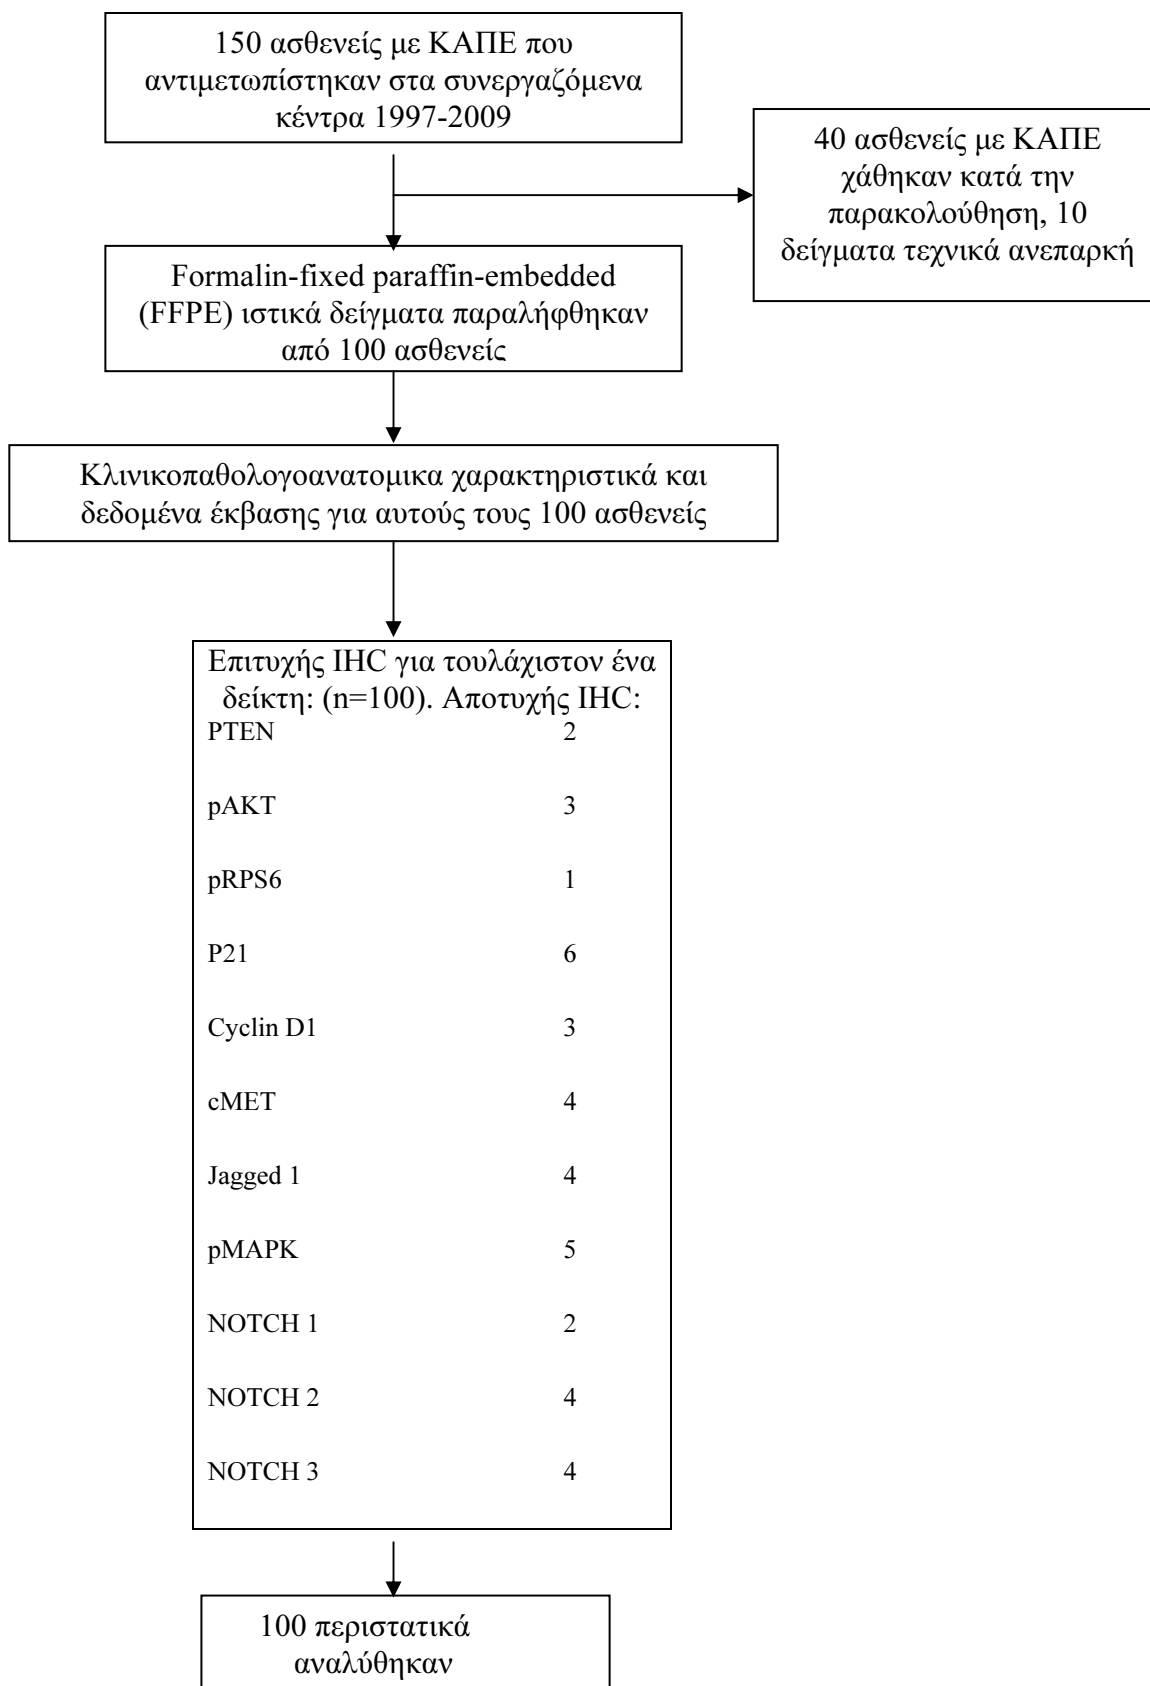 150 ασθενείς με ΚΑΠΕ που
αντιμετωπίστηκαν στα συνεργαζόμενα
κέντρα 1997-2009
40 ασθενείς με ΚΑΠΕ
χάθηκαν κατά την
παρακολούθηση, 10
δείγματα τεχνικά ανεπαρκή
Formalin-fixed paraffin-embedded
(FFPE) ιστικά δείγματα παραλήφθηκαν
από 100 ασθενείς
Κλινικοπαθολογοανατομικα χαρακτηριστικά και
δεδομένα έκβασης για αυτούς τους 100 ασθενείς
Επιτυχής IHC για τουλάχιστον ένα
δείκτη: (n=100). Αποτυχής IHC:
PTEN 2
pAKT 3
pRPS6 1
P21 6
Cyclin D1 3
cMET 4
Jagged 1 4
pMAPK 5
NOTCH 1 2
NOTCH 2 4
NOTCH 3 4
100 περιστατικά
αναλύθηκαν